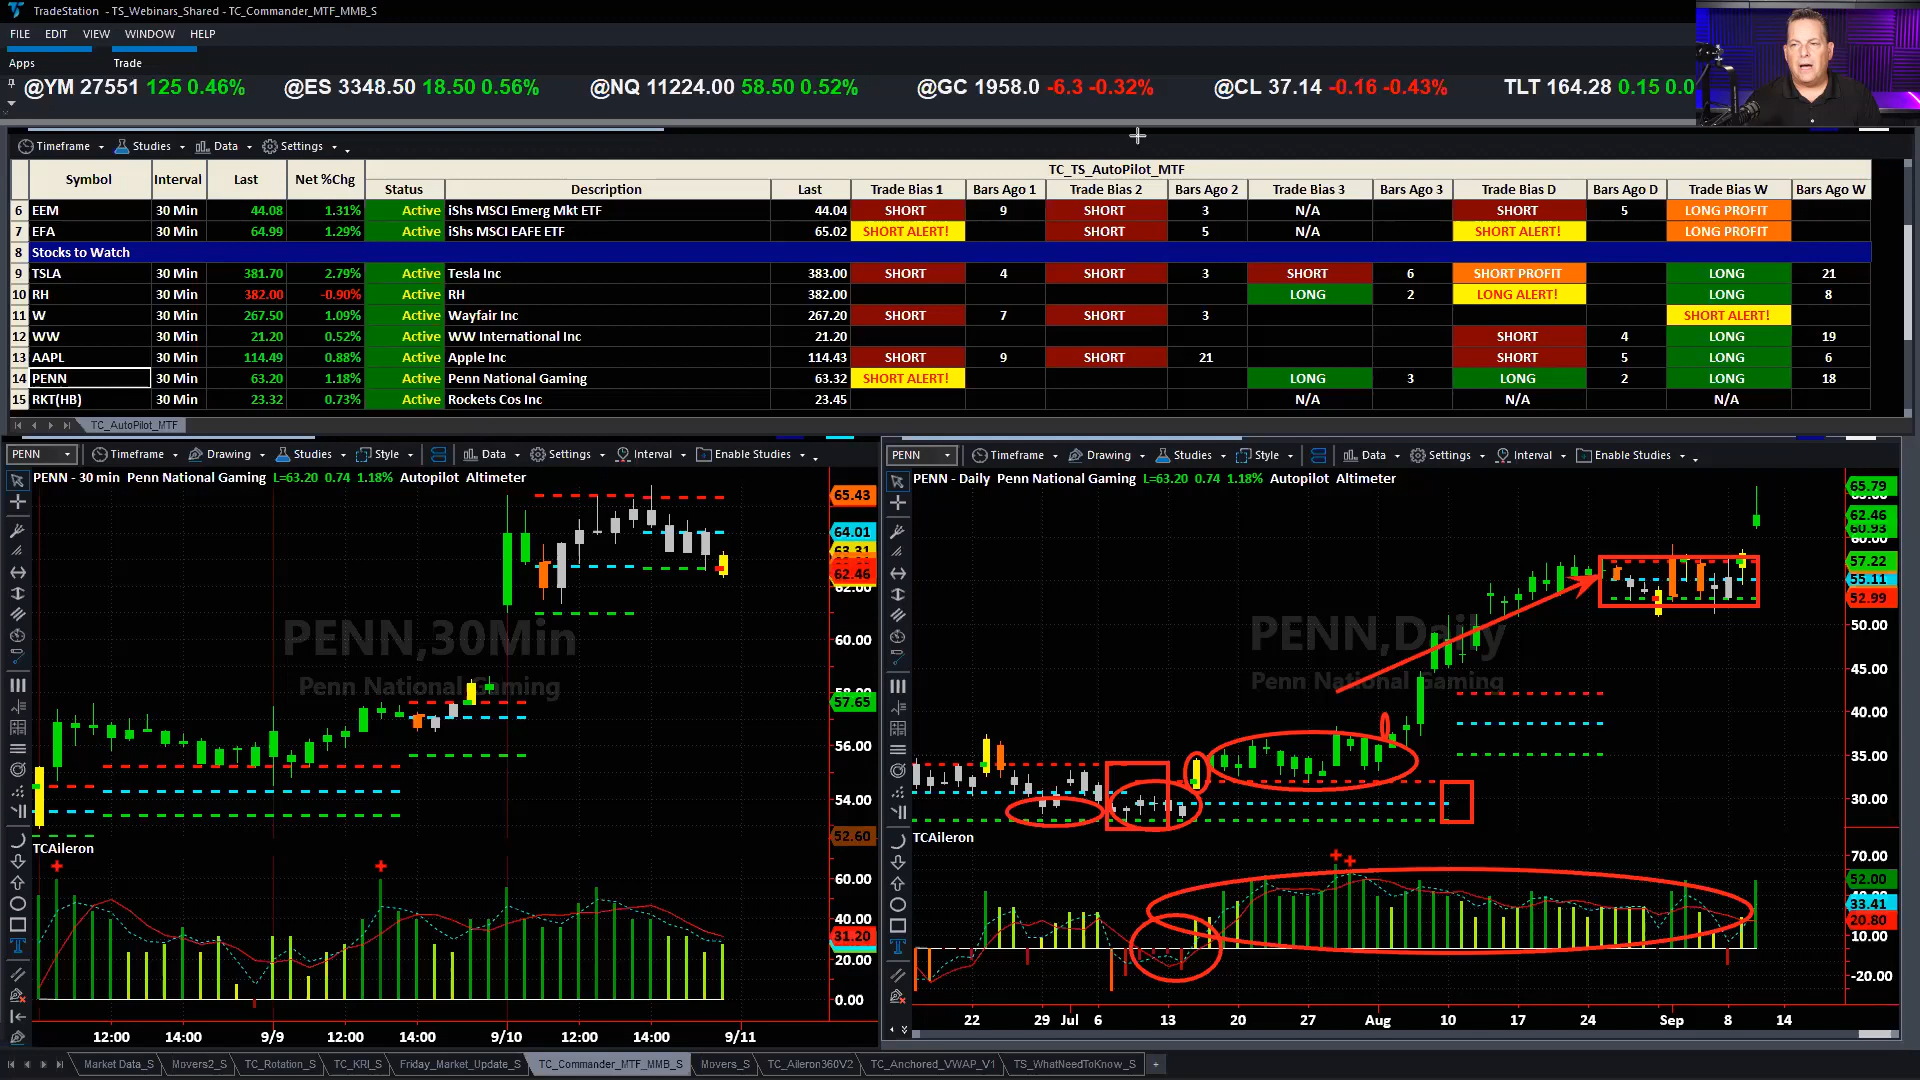 TradeStation - TS_Webinars_Shared - TC_Commander_MTF_MMB_S
FILE EDIT VIEW WINDOW HELP
Apps Trade
@YM 27551 125 0.46% @ES 3348.50 18.50 0.56% @NQ 11224.00 58.50 0.52% @GC 1958.0 -6.3 -0.32% @CL 37.14 -0.16 -0.43% TLT 164.28 0.15 0.0
Timeframe Studies Data Settings
TC_TS_AutoPilot_MTF
Symbol Interval Last Net %Chg Status Description Last Trade Bias 1 Bars Ago 1 Trade Bias 2 Bars Ago 2 Trade Bias 3 Bars Ago 3 Trade Bias D Bars Ago D Trade Bias W Bars Ago W
6 EEM 30 Min 44.08 1.31% Active iShs MSCI Emerg Mkt ETF 44.04 SHORT 9 SHORT 3 N/A SHORT 5 LONG PROFIT
7 EFA 30 Min 64.99 1.29% Active iShs MSCI EAFE ETF 65.02 SHORT ALERT! SHORT 5 N/A SHORT ALERT! LONG PROFIT
8 Stocks to Watch
9 TSLA 30 Min 381.70 2.79% Active Tesla Inc 383.00 SHORT 4 SHORT 3 SHORT 6 SHORT PROFIT LONG 21
10 RH 30 Min 382.00 -0.90% Active RH 382.00 LONG 2 LONG ALERT! LONG 8
11 W 30 Min 267.50 1.09% Active Wayfair Inc 267.20 SHORT 7 SHORT 3 SHORT ALERT!
12 WW 30 Min 21.20 0.52% Active WW International Inc 21.20 SHORT 4 LONG 19
13 AAPL 30 Min 114.49 0.88% Active Apple Inc 114.43 SHORT 9 SHORT 21 SHORT 5 LONG 6
14 PENN 30 Min 63.20 1.18% Active Penn National Gaming 63.32 SHORT ALERT! LONG 3 LONG 2 LONG 18
15 RKT(HB) 30 Min 23.32 0.73% Active Rockets Cos Inc 23.45 N/A N/A N/A
TC_AutoPilot_MTF
PENN Timeframe Drawing Studies Style Data Settings Interval Enable Studies
PENN - 30 min Penn National Gaming L=63.20 0.74 1.18% Autopilot Altimeter
65.43
64.01
63.31
62.46
62.00
60.00
PENN,30Min
Penn National Gaming
58.00
57.65
56.00
54.00
52.60
TCAileron
60.00
40.00
31.20
20.00
0.00
12:00 14:00 9/9 12:00 14:00 9/10 12:00 14:00 9/11
PENN Timeframe Drawing Studies Style Data Settings Interval Enable Studies
PENN - Daily Penn National Gaming L=63.20 0.74 1.18% Autopilot Altimeter
65.79
62.46
60.93
60.00
57.22
55.11
52.99
50.00
PENN,Daily
Penn National Gaming
45.00
40.00
35.00
30.00
TCAileron
70.00
52.00
33.41
20.80
10.00
-20.00
22 29 Jul 6 13 20 27 Aug 10 17 24 Sep 8 14
Market Data_S Movers2_S TC_Rotation_S TC_KRI_S Friday_Market_Update_S TC_Commander_MTF_MMB_S Movers_S TC_Aileron360V2 TC_Anchored_VWAP_V1 TS_WhatNeedToKnow_S +